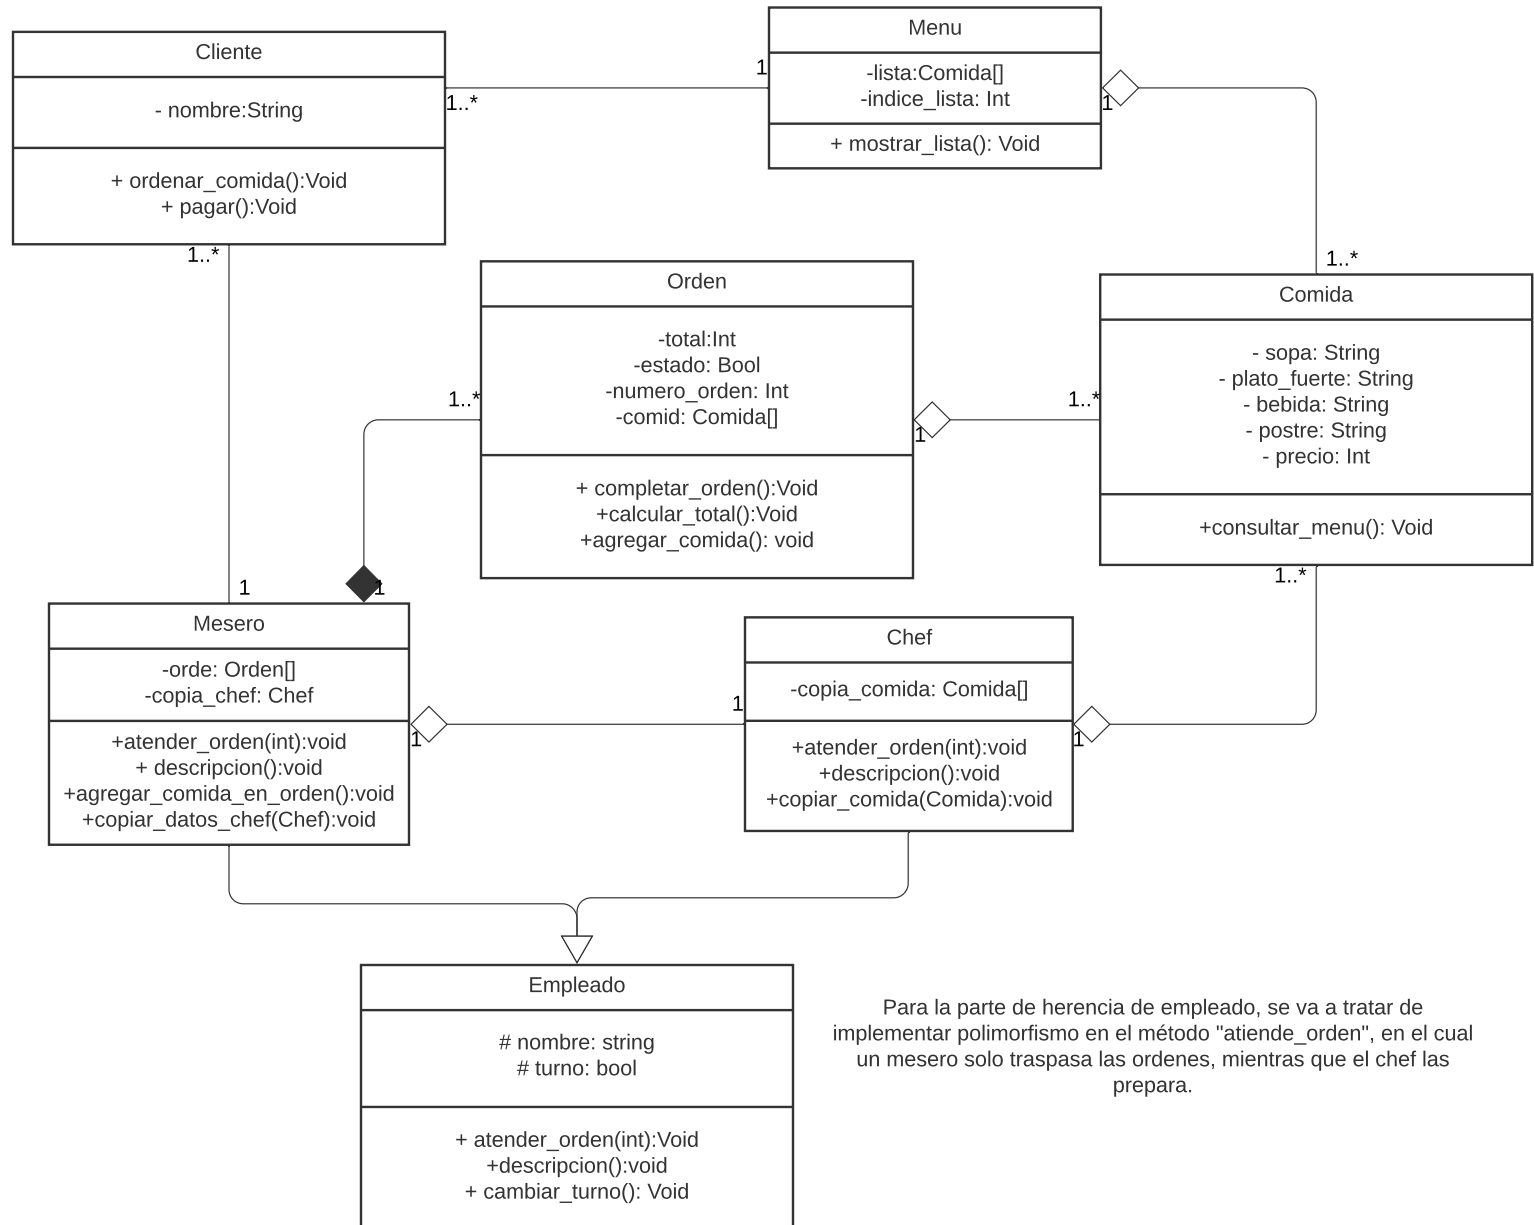 Cliente
- nombre:String
+ ordenar_comida():Void
+ pagar():Void
1..*
1..*
1
Menu
-lista:Comida[]
-indice_lista: Int
+ mostrar_lista(): Void
1
1..*
Orden
-total:Int
-estado: Bool
-numero_orden: Int
-comid: Comida[]
+ completar_orden():Void
+calcular_total():Void
+agregar_comida(): void
1..*
1
1..*
Comida
- sopa: String
- plato_fuerte: String
- bebida: String
- postre: String
- precio: Int
+consultar_menu(): Void
1..*
1
1
Mesero
-orde: Orden[]
-copia_chef: Chef
+atender_orden(int):void
+ descripcion():void
+agregar_comida_en_orden():void
+copiar_datos_chef(Chef):void
1
1
Chef
-copia_comida: Comida[]
+atender_orden(int):void
+descripcion():void
+copiar_comida(Comida):void
1
Empleado
# nombre: string
# turno: bool
+ atender_orden(int):Void
+descripcion():void
+ cambiar_turno(): Void
Para la parte de herencia de empleado, se va a tratar de
implementar polimorfismo en el método "atiende_orden", en el cual
un mesero solo traspasa las ordenes, mientras que el chef las
prepara.